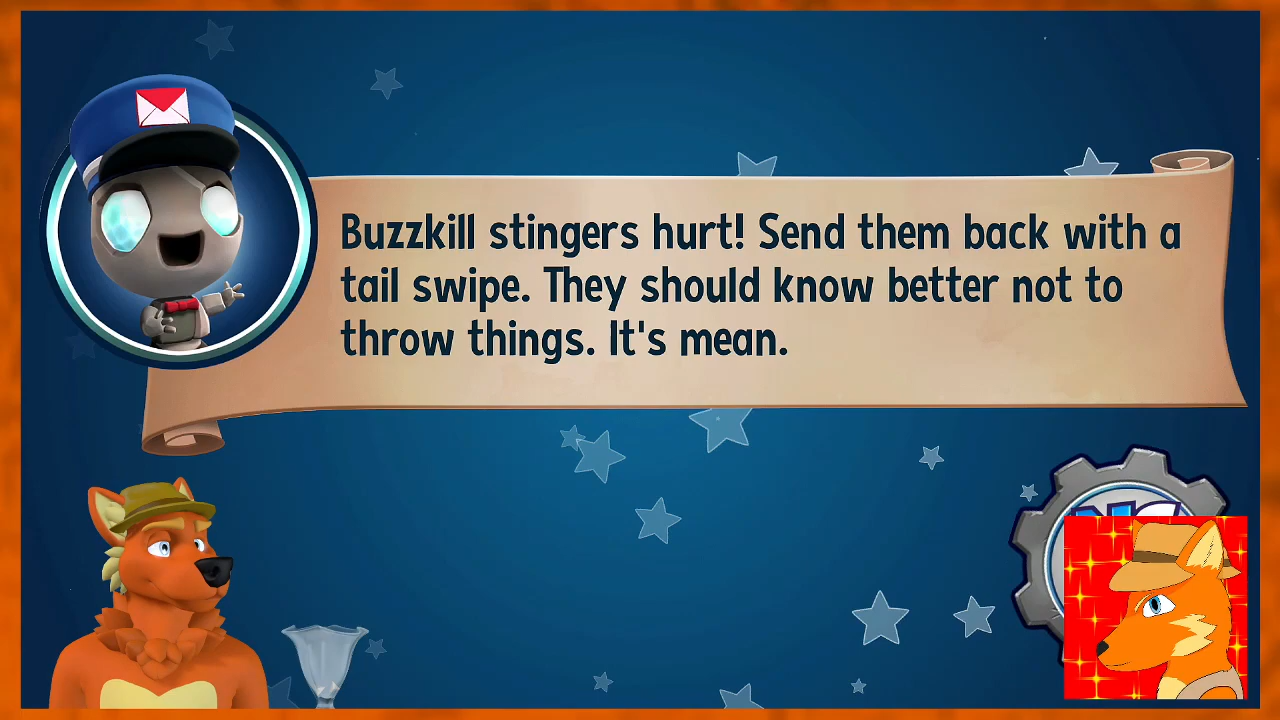 Buzzkill stingers hurt! Send them back with a
tail swipe. They should know better not to
throw things. It's mean.